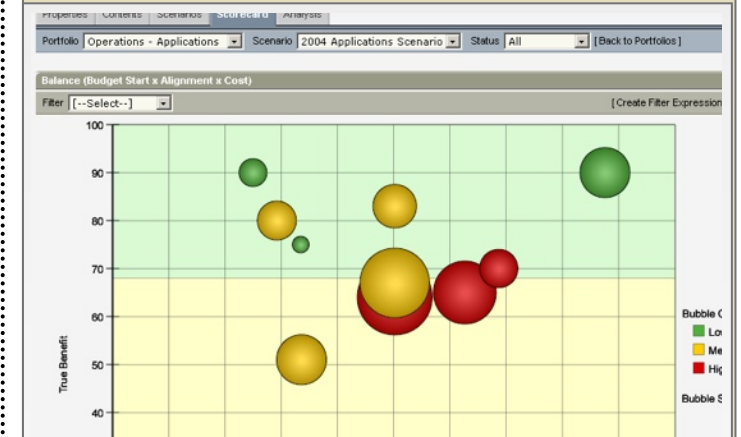 Properties Contents Scenarios Scorecard Analysis
Portfolio Operations - Applications Scenario 2004 Applications Scenario Status All [Back to Portfolios]
Balance (Budget Start x Alignment x Cost)
Filter [--Select--] [Create Filter Expression
100
90
80
70
60
50
40
True Benefit
Bubble C
Lo
Me
Hig
Bubble S